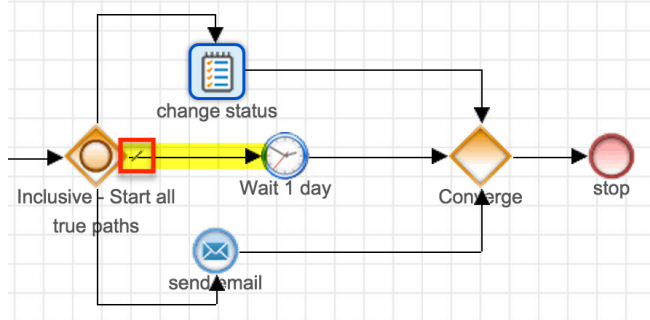 change status
Inclusive - Start all
true paths
Wait 1 day
Converge
stop
send email